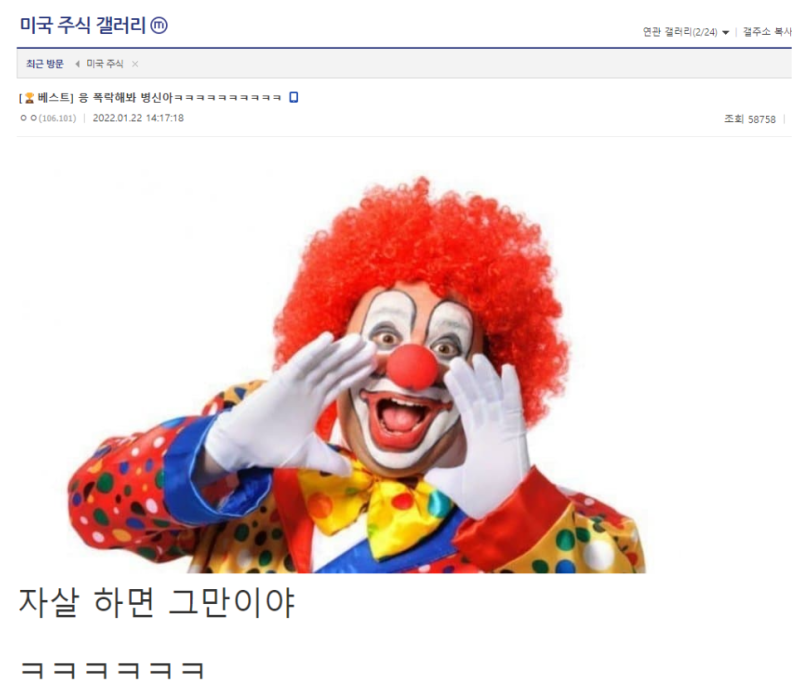 미국 주식 갤러리 ⓜ
연관 갤러리(2/24) ▼ | 갤주소 복사
최근 방문 ◀ 미국 주식 ×
[🏆베스트] 응 폭락해봐 병신아ㅋㅋㅋㅋㅋㅋㅋㅋㅋㅋ
ㅇㅇ(106.101) | 2022.01.22 14:17:18
조회 58758 |
자살 하면 그만이야
ㅋㅋㅋㅋㅋㅋ